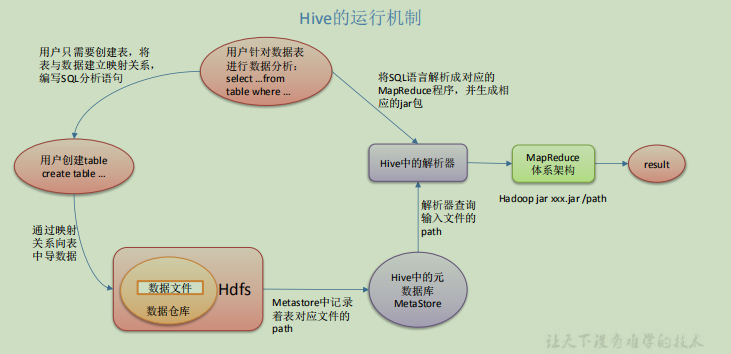 Hive的运行机制
用户只需要创建表，将
表与数据建立映射关系，
编写SQL分析语句
用户针对数据表
进行数据分析：
select …from
table where …
将SQL语言解析成对应的
MapReduce程序，并生成相
应的jar包
用户创建table
create table …
Hive中的解析器
MapReduce
体系架构
result
Hadoop jar xxx.jar /path
解析器查询
输入文件的
path
通过映射
关系向表
中导数据
数据文件
数据仓库
Hdfs
Metastore中记录
着表对应文件的
path
Hive中的元
数据库
MetaStore
让天下没有难学的技术